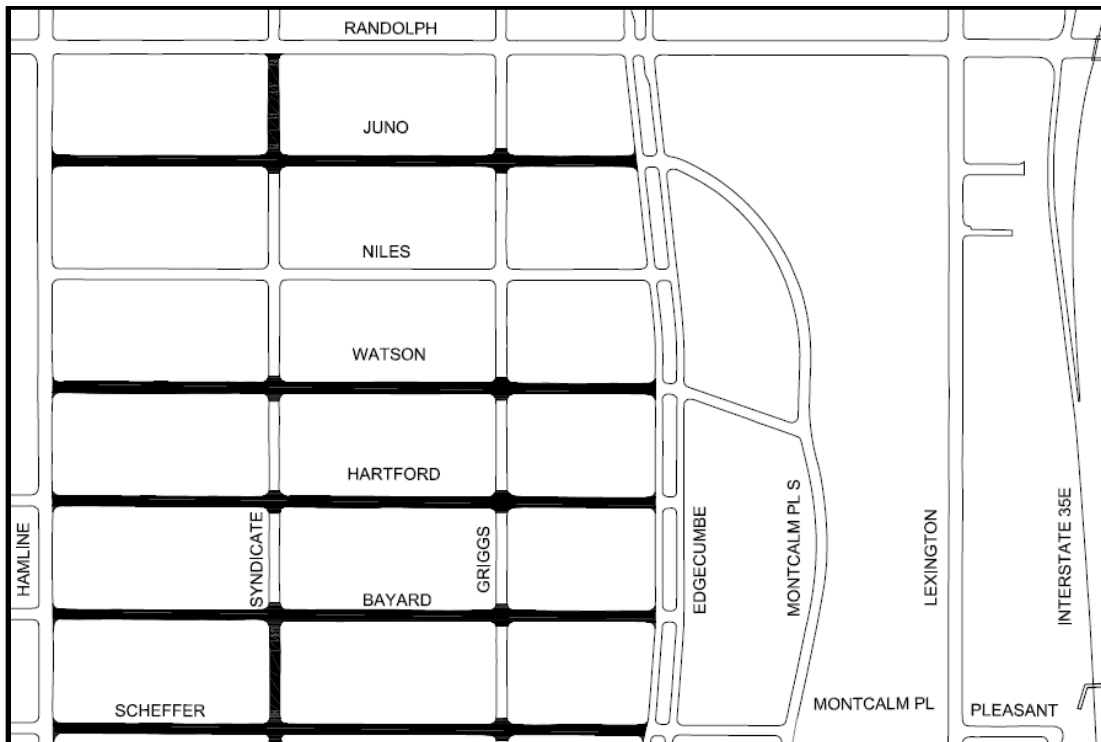 RANDOLPH
JUNO
NILES
WATSON
HARTFORD
HAMLINE
SYNDICATE
GRIGGS
EDGECUMBE
MONTCALM PL S
LEXINGTON
INTERSTATE 35E
BAYARD
SCHEFFER
MONTCALM PL
PLEASANT